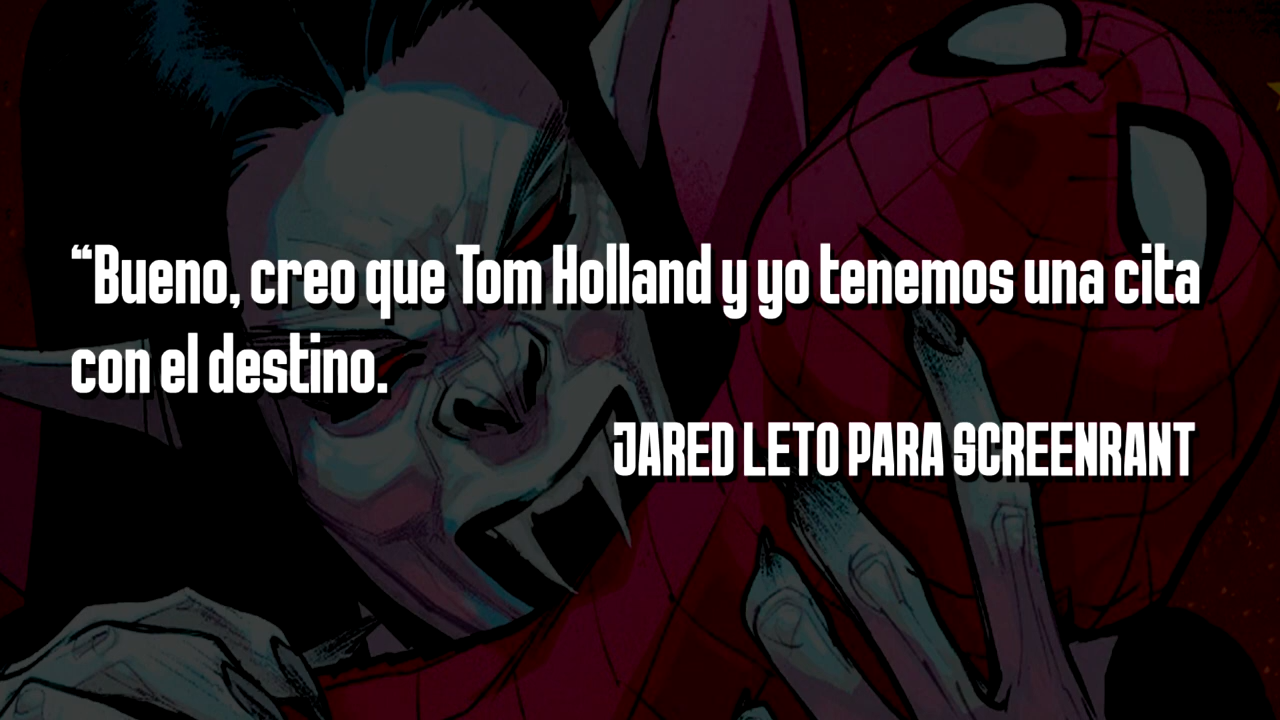 “Bueno, creo que Tom Holland y yo tenemos una cita
con el destino.
JARED LETO PARA SCREENRANT